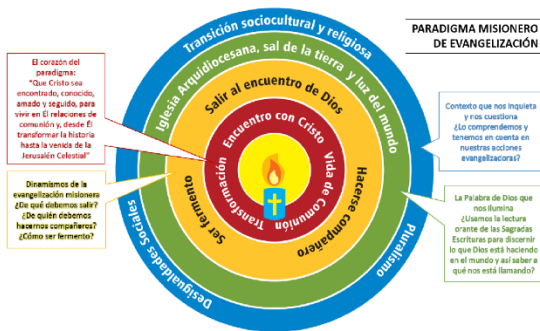 PARADIGMA MISIONERO
DE EVANGELIZACIÓN
Transición sociocultural y religiosa
Iglesia Arquidiocesana, sal de la tierra y luz del mundo
Salir al encuentro de Dios
Encuentro con Cristo
Vida de Comunión
Transformación
Hacerse compañero
Ser fermento
Desigualdades Sociales
Pluralismo
El corazón del
paradigma:
“Que Cristo sea
encontrado, conocido,
amado y seguido, para
vivir en Él relaciones de
comunión y, desde Él
transformar la historia
hasta la venida de la
Jerusalén Celestial”
Dinamismos de la
evangelización misionera
¿De qué debemos salir?
¿De quién debemos
hacernos compañeros?
¿Cómo ser fermento?
Contexto que nos inquieta
y nos cuestiona
¿Lo comprendemos y
tenemos en cuenta en
nuestras acciones
evangelizadoras?
La Palabra de Dios que
nos ilumina
¿Usamos la lectura
orante de las Sagradas
Escrituras para discernir
lo que Dios está haciendo
en el mundo y así saber a
qué nos está llamando?